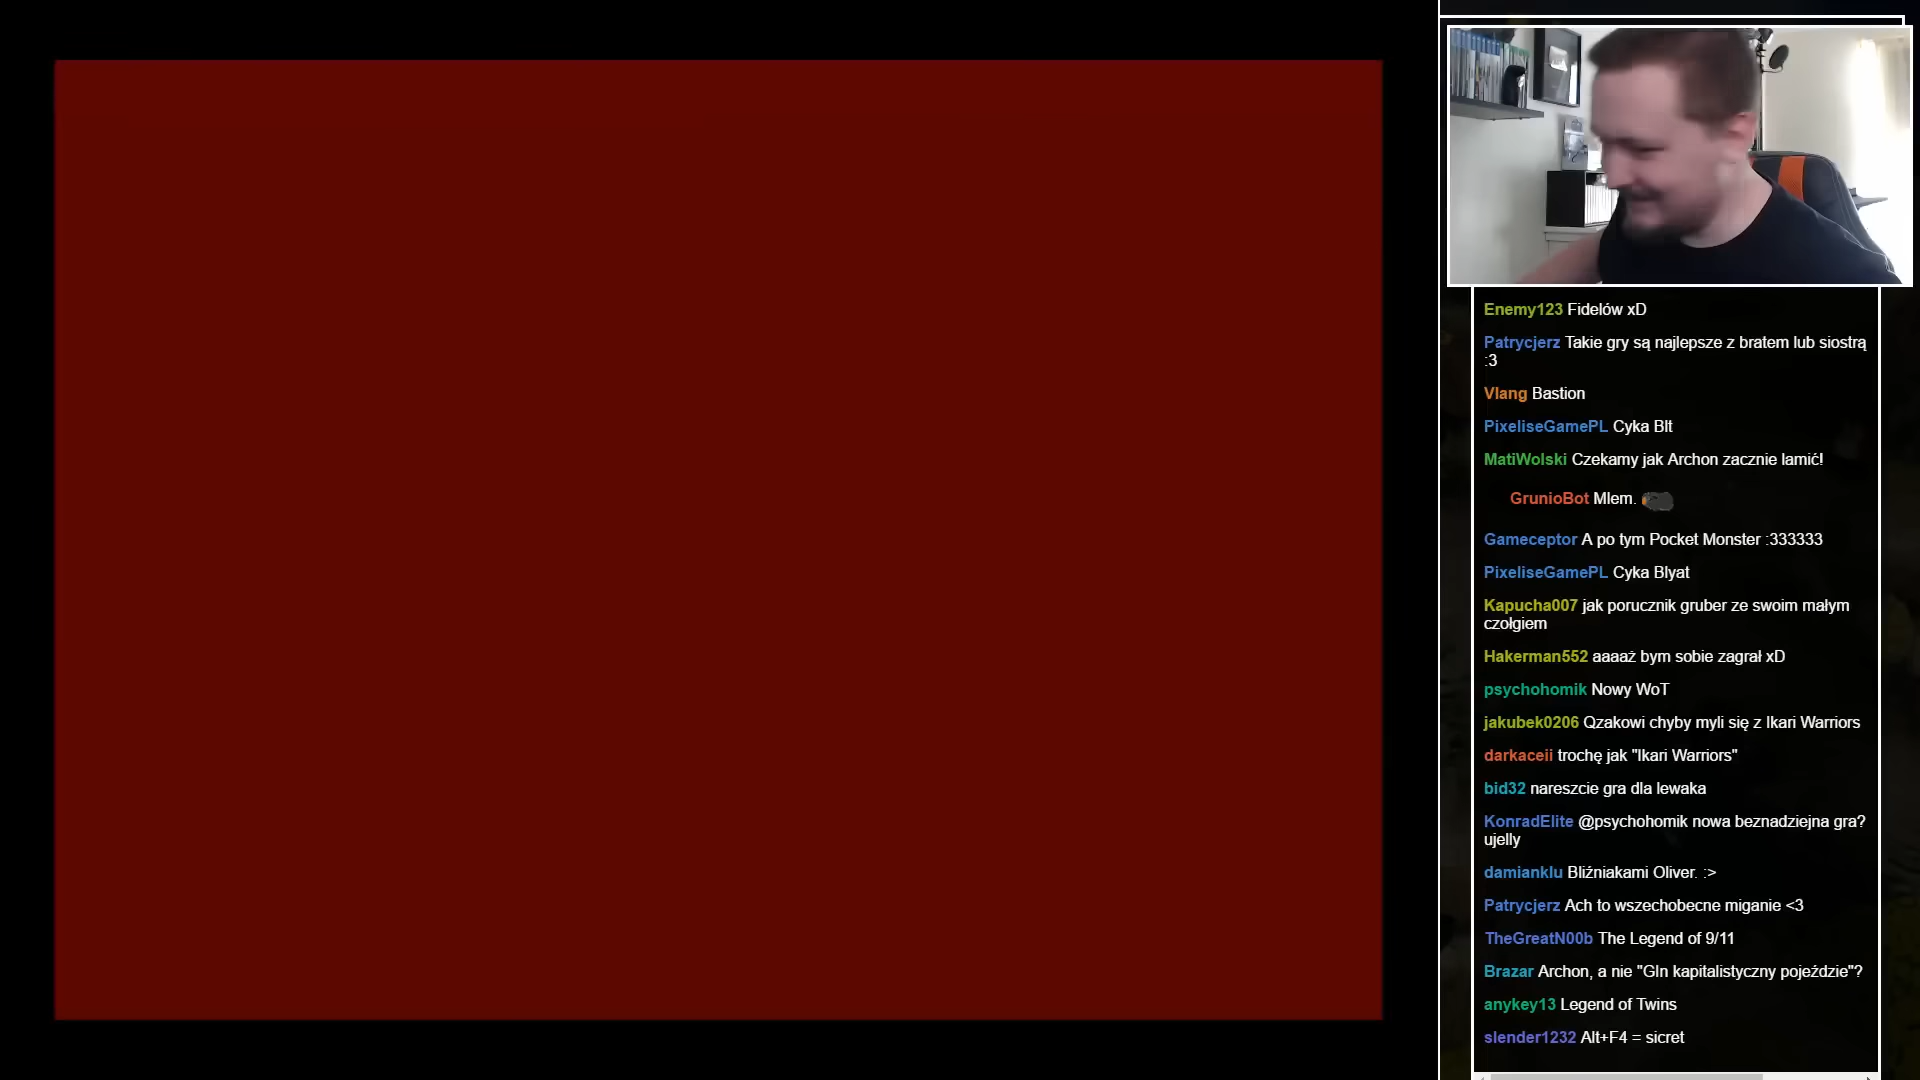 Enemy123 Fidelów xD
Patrycjerz Takie gry są najlepsze z bratem lub siostrą
:3
Vlang Bastion
PixeliseGamePL Cyka Blt
MatiWolski Czekamy jak Archon zacznie lamić!
GrunioBot Mlem.
Gameceptor A po tym Pocket Monster :333333
PixeliseGamePL Cyka Blyat
Kapucha007 jak porucznik gruber ze swoim małym
czołgiem
Hakerman552 aaaaż bym sobie zagrał xD
psychohomik Nowy WoT
jakubek0206 Qzakowi chyby myli się z Ikari Warriors
darkaceii trochę jak "Ikari Warriors"
bid32 nareszcie gra dla lewaka
KonradElite @psychohomik nowa beznadziejna gra?
ujelly
damianklu Bliźniakami Oliver. :>
Patrycjerz Ach to wszechobecne miganie <3
TheGreatN00b The Legend of 9/11
Brazar Archon, a nie "GIn kapitalistyczny pojeździe"?
anykey13 Legend of Twins
slender1232 Alt+F4 = sicret